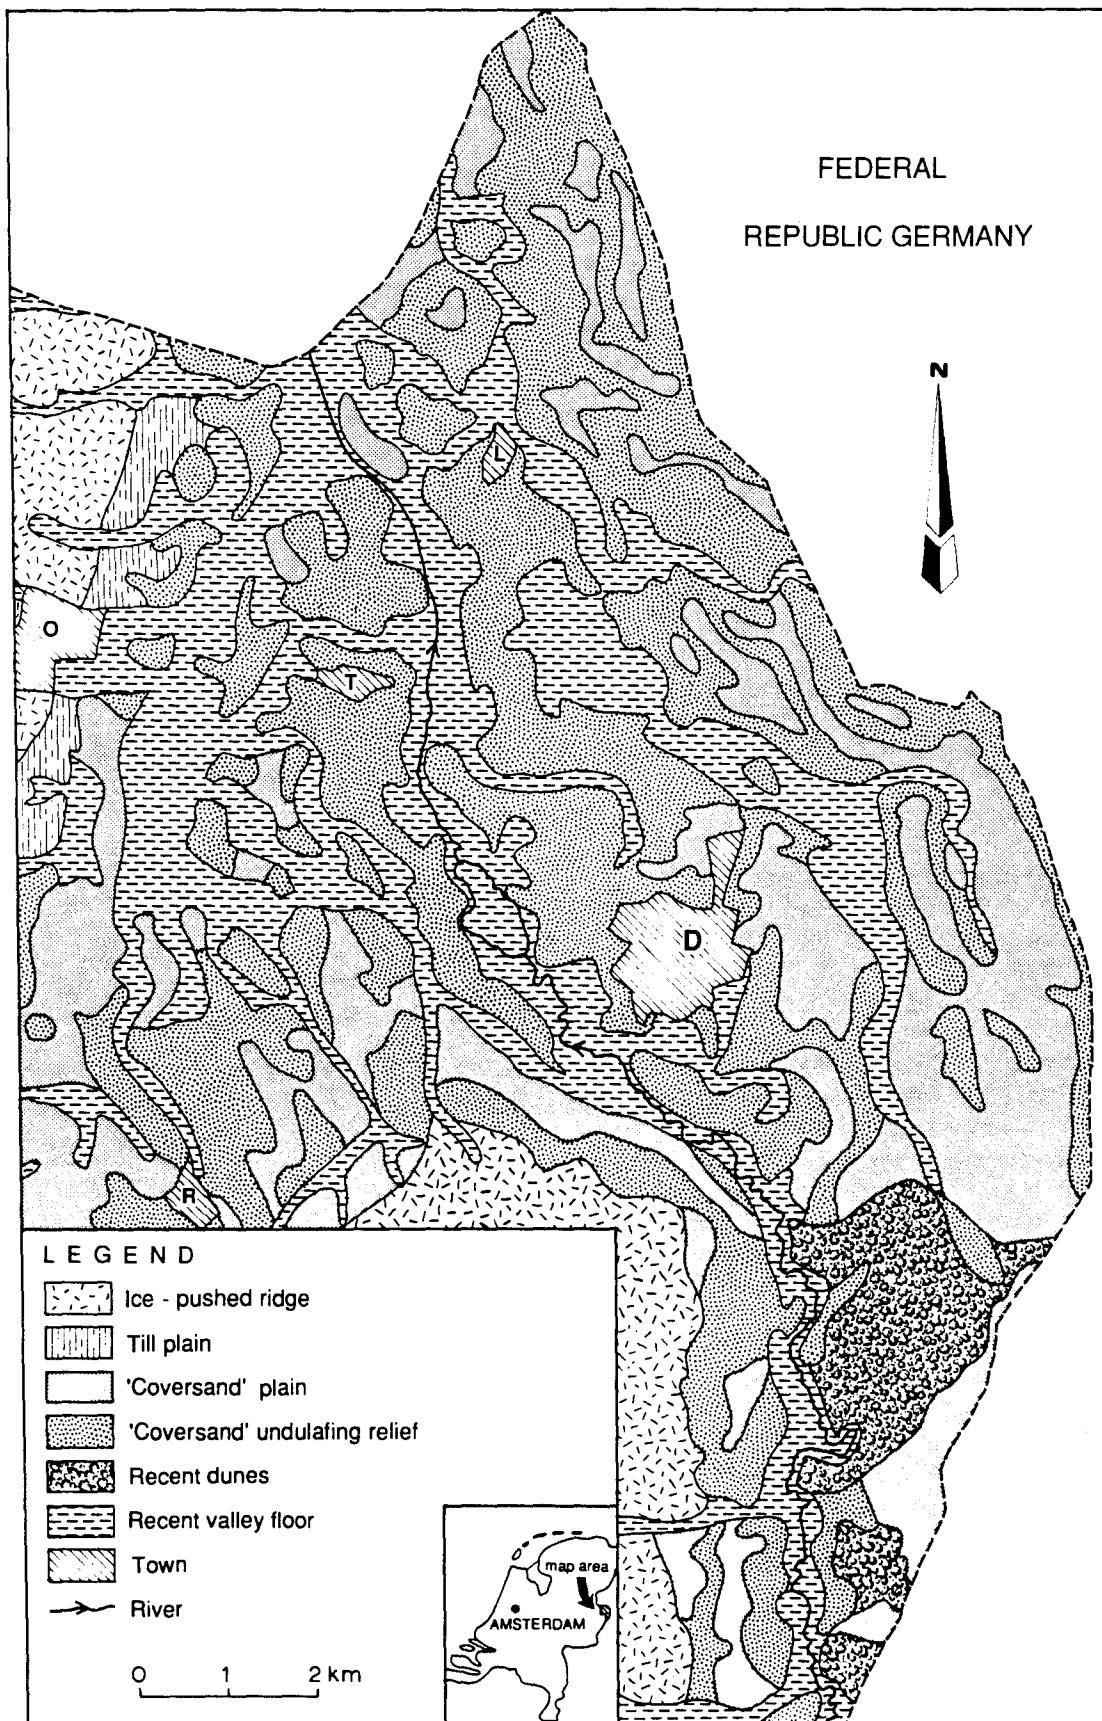 FEDERAL
REPUBLIC GERMANY
N
L
O
T
D
R
LEGEND
Ice - pushed ridge
Till plain
'Coversand' plain
'Coversand' undulating relief
Recent dunes
Recent valley floor
Town
River
0 1 2 km
map area
AMSTERDAM